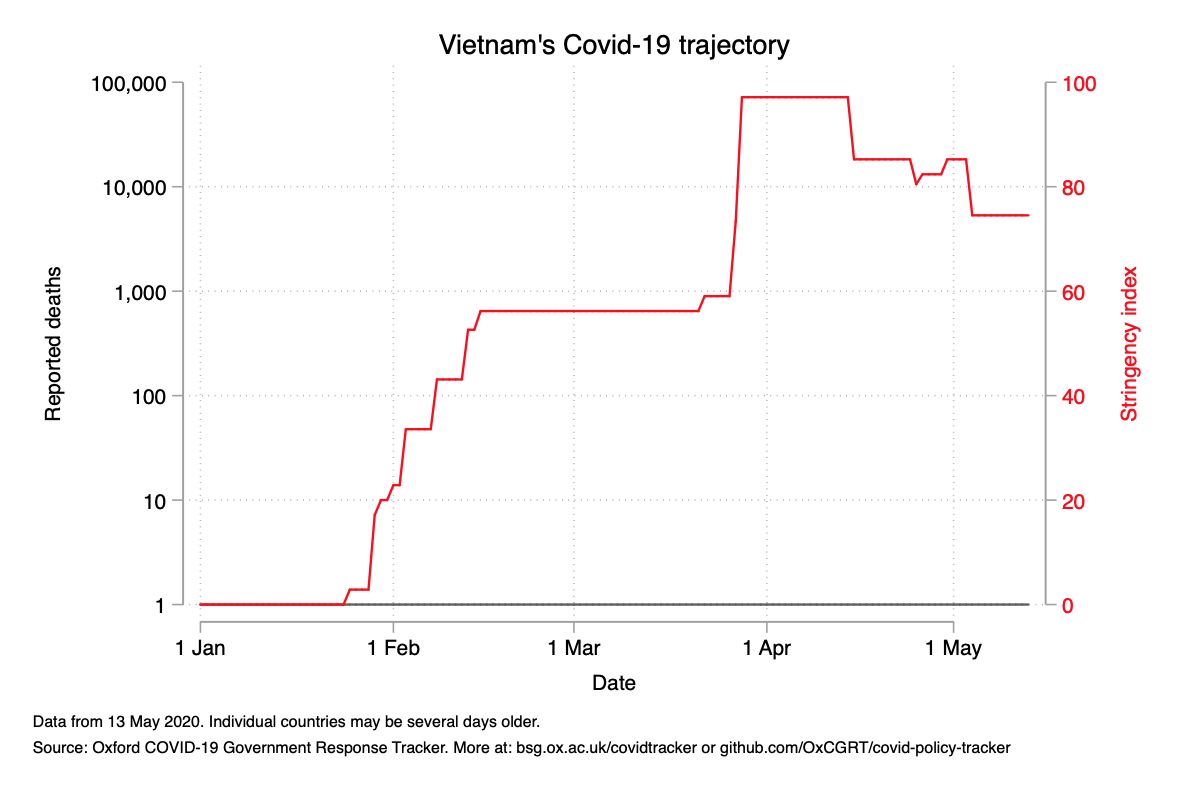 Vietnam's Covid-19 trajectory
100,000
10,000
1,000
100
10
1
Reported deaths
100
80
60
40
20
0
Stringency index
1 Jan
1 Feb
1 Mar
1 Apr
1 May
Date
Data from 13 May 2020. Individual countries may be several days older.
Source: Oxford COVID-19 Government Response Tracker. More at: bsg.ox.ac.uk/covidtracker or github.com/OxCGRT/covid-policy-tracker